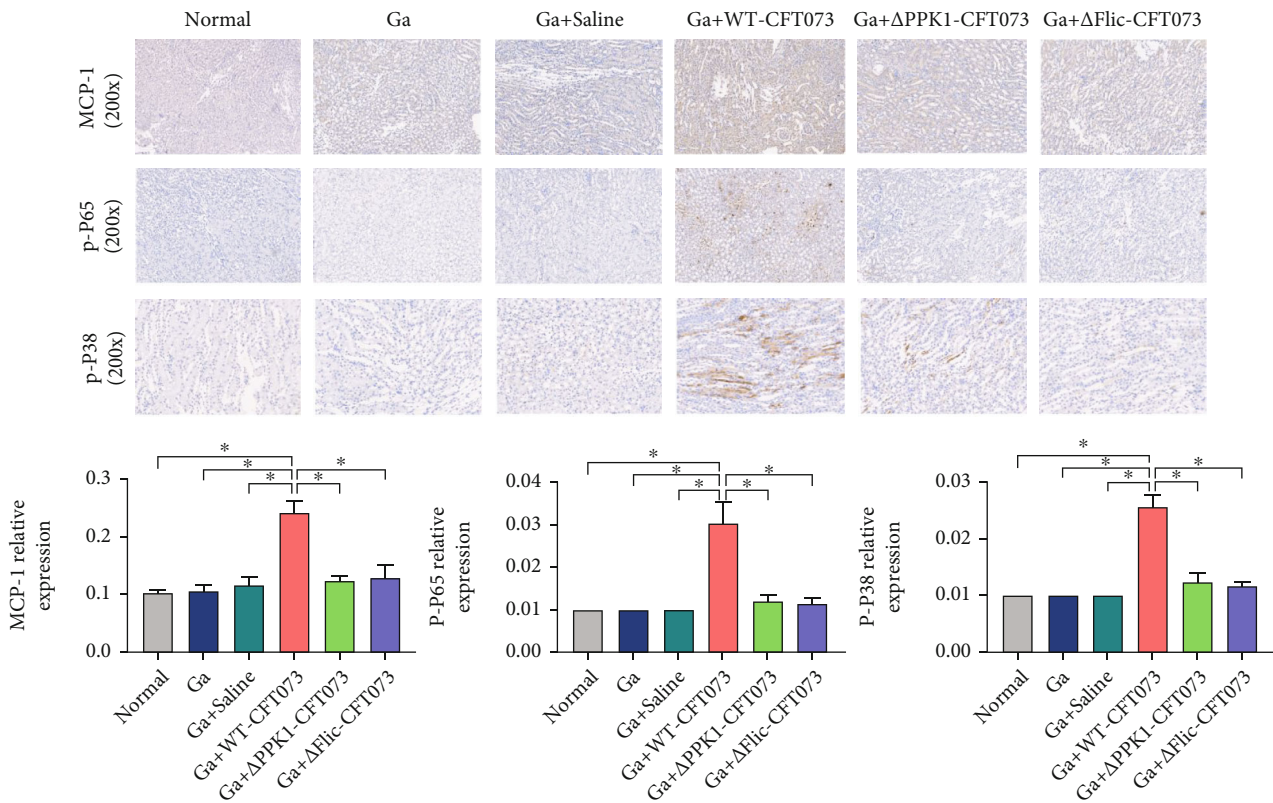 Normal
Ga
Ga+Saline
Ga+WT-CFT073
Ga+ΔPPK1-CFT073
Ga+ΔFlic-CFT073
MCP-1
(200x)
p-P65
(200x)
p-P38
(200x)
MCP-1 relative
expression
0.3
0.2
0.1
0.0
*
*
*
*
*
Normal
Ga
Ga+Saline
Ga+WT-CFT073
Ga+ΔPPK1-CFT073
Ga+ΔFlic-CFT073
P-P65 relative
expression
0.04
0.03
0.02
0.01
0.00
*
*
*
*
*
Normal
Ga
Ga+Saline
Ga+WT-CFT073
Ga+ΔPPK1-CFT073
Ga+ΔFlic-CFT073
P-P38 relative
expression
0.03
0.02
0.01
0.00
*
*
*
*
*
Normal
Ga
Ga+Saline
Ga+WT-CFT073
Ga+ΔPPK1-CFT073
Ga+ΔFlic-CFT073